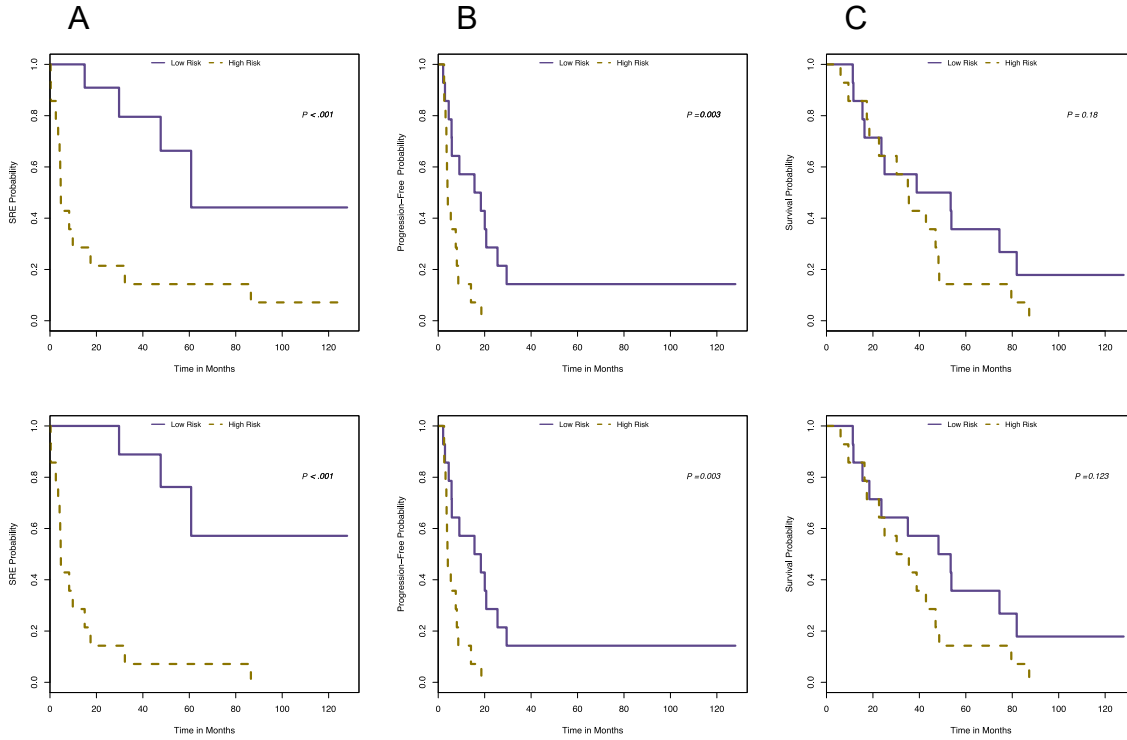 A
B
C
Low Risk High Risk
P < .001
SRE Probability
0.0 0.2 0.4 0.6 0.8 1.0
0 20 40 60 80 100 120
Time in Months
Low Risk High Risk
P =0.003
Progression−Free Probability
0.0 0.2 0.4 0.6 0.8 1.0
0 20 40 60 80 100 120
Time in Months
Low Risk High Risk
P = 0.18
Survival Probability
0.0 0.2 0.4 0.6 0.8 1.0
0 20 40 60 80 100 120
Time in Months
Low Risk High Risk
P < .001
SRE Probability
0.0 0.2 0.4 0.6 0.8 1.0
0 20 40 60 80 100 120
Time in Months
Low Risk High Risk
P =0.003
Progression−Free Probability
0.0 0.2 0.4 0.6 0.8 1.0
0 20 40 60 80 100 120
Time in Months
Low Risk High Risk
P =0.123
Survival Probability
0.0 0.2 0.4 0.6 0.8 1.0
0 20 40 60 80 100 120
Time in Months